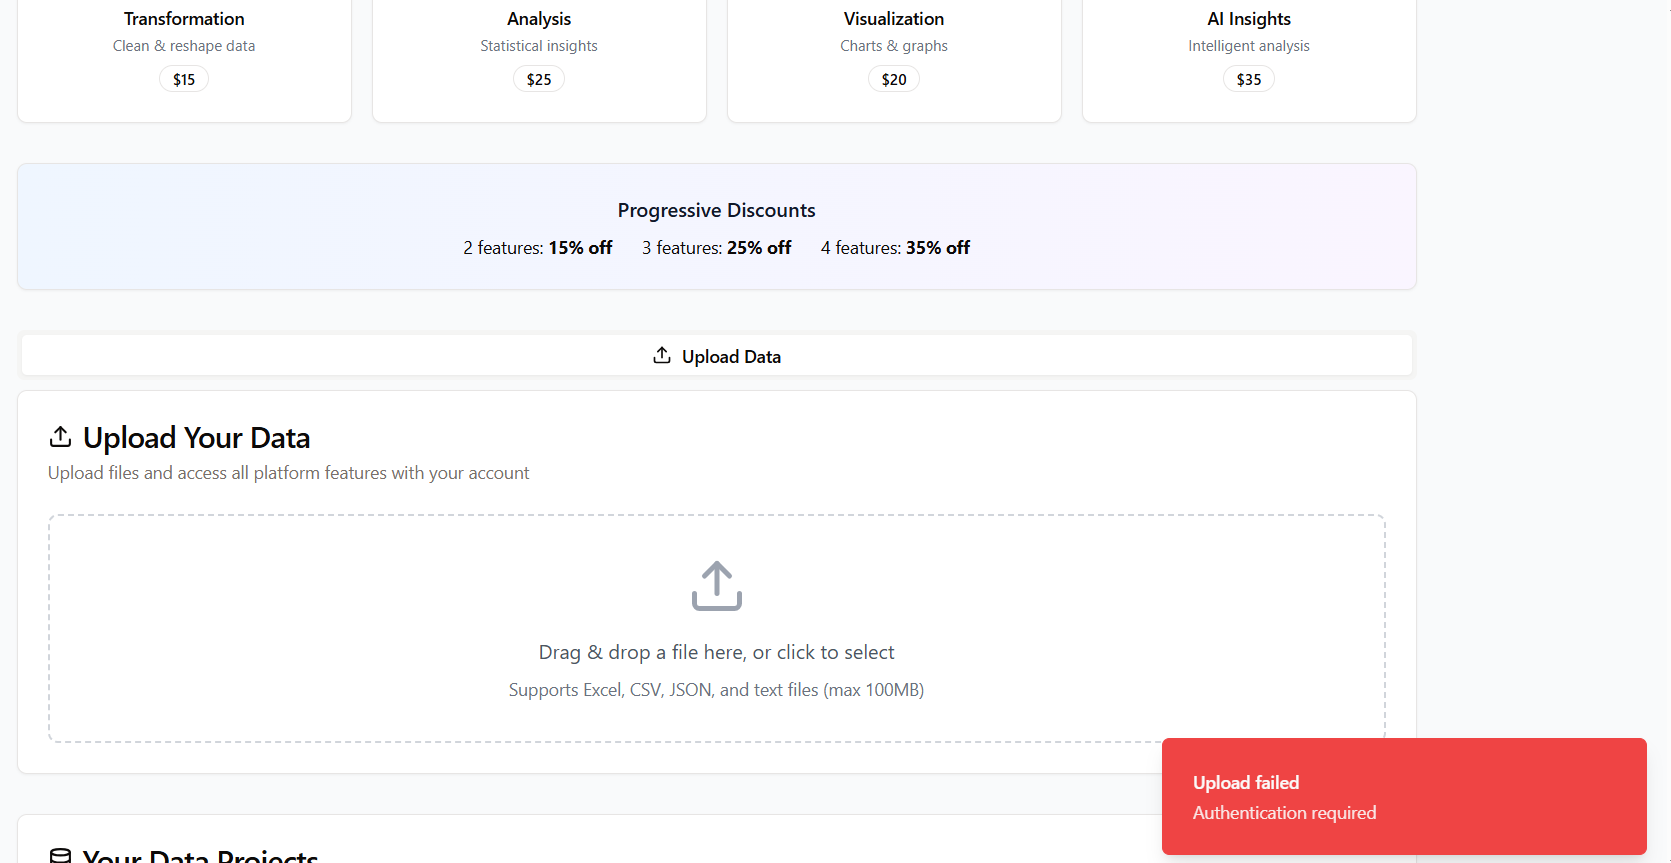 Transformation
Clean & reshape data
$15
Analysis
Statistical insights
$25
Visualization
Charts & graphs
$20
AI Insights
Intelligent analysis
$35
Progressive Discounts
2 features: 15% off 3 features: 25% off 4 features: 35% off
Upload Data
Upload Your Data
Upload files and access all platform features with your account
Drag & drop a file here, or click to select
Supports Excel, CSV, JSON, and text files (max 100MB)
Upload failed
Authentication required
Your Data Projects